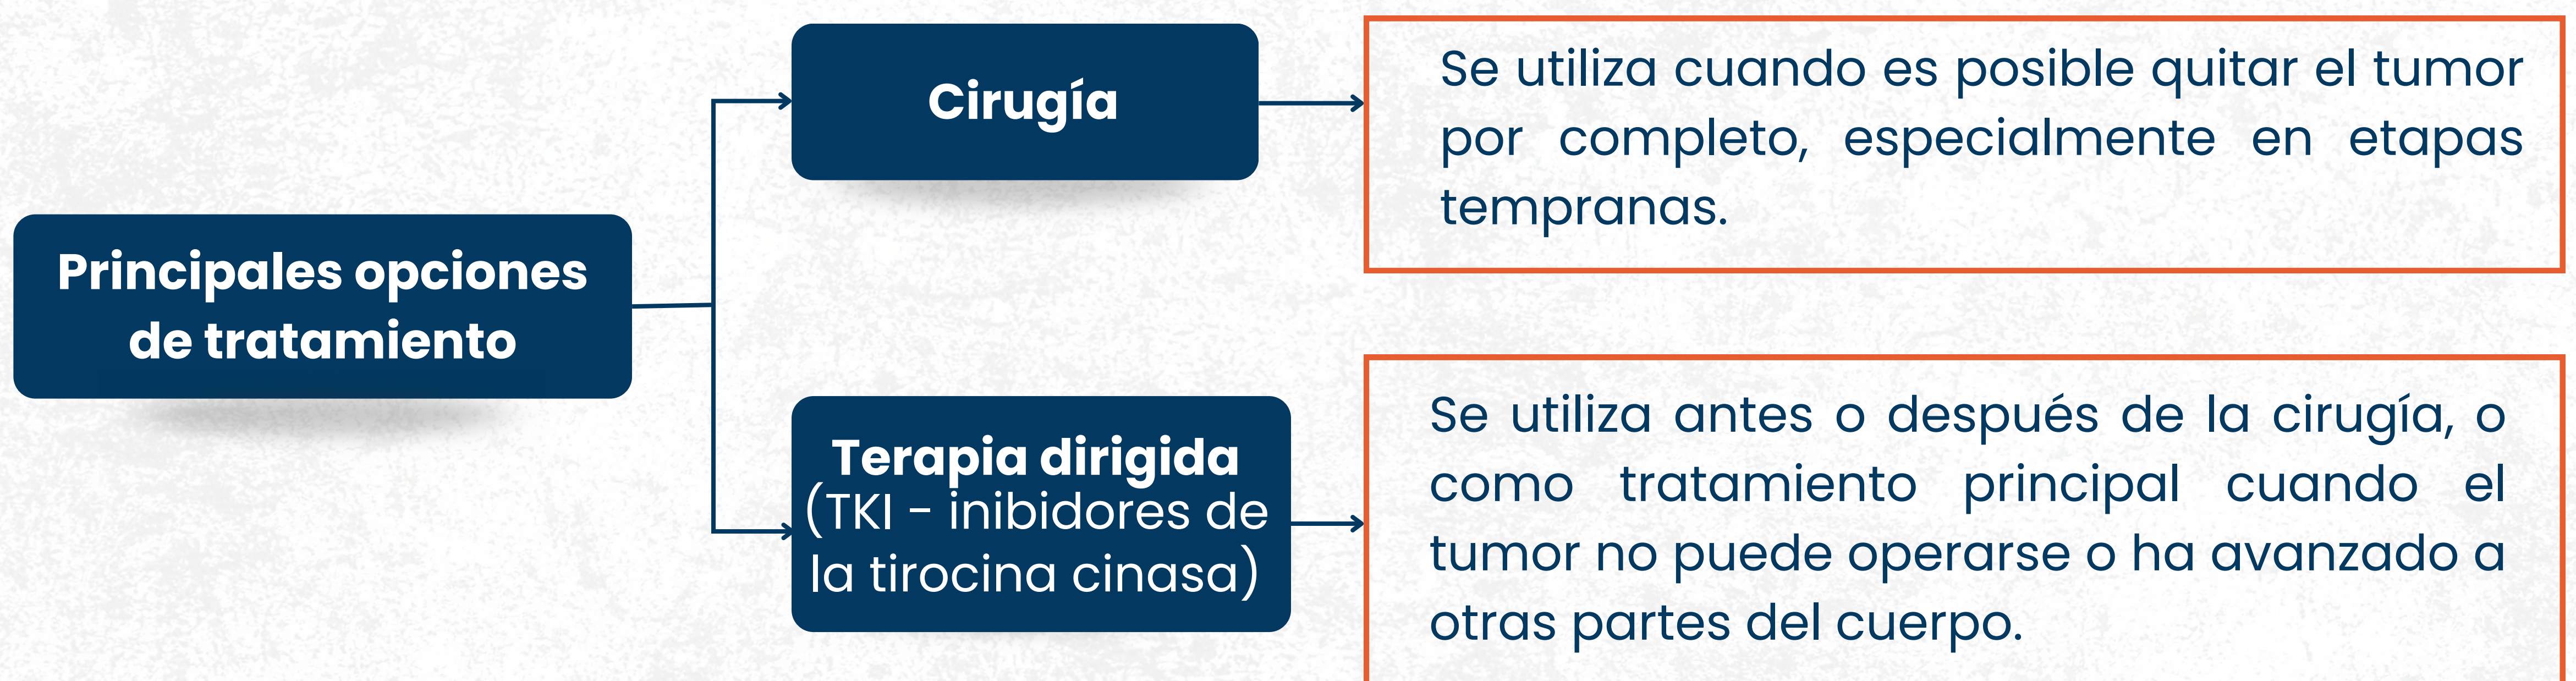 Principales opciones
de tratamiento
Cirugía
Se utiliza cuando es posible quitar el tumor
por completo, especialmente en etapas
tempranas.
Terapia dirigida
(TKI - inibidores de
la tirocina cinasa)
Se utiliza antes o después de la cirugía, o
como tratamiento principal cuando el
tumor no puede operarse o ha avanzado a
otras partes del cuerpo.